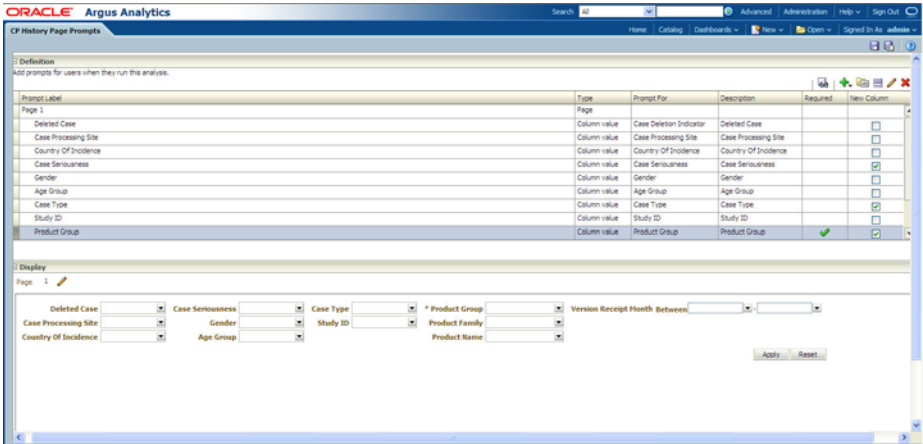 ORACLE Argus Analytics Search All Advanced Administration Help Sign Out
CP History Page Prompts Home Catalog Dashboards New Open Signed In As admin
Definition
Add prompts for users when they run this analysis.
Prompt Label Type Prompt For Description Required New Column
Page 1 Page
Deleted Case Column value Case Deletion Indicator Deleted Case
Case Processing Site Column value Case Processing Site Case Processing Site
Country Of Incidence Column value Country Of Incidence Country Of Incidence
Case Seriousness Column value Case Seriousness Case Seriousness
Gender Column value Gender Gender
Age Group Column value Age Group Age Group
Case Type Column value Case Type Case Type
Study ID Column value Study ID Study ID
Product Group Column value Product Group Product Group
Display
Page 1
Deleted Case Case Seriousness Case Type * Product Group Version Receipt Month Between -
Case Processing Site Gender Study ID Product Family
Country Of Incidence Age Group Product Name
Apply Reset